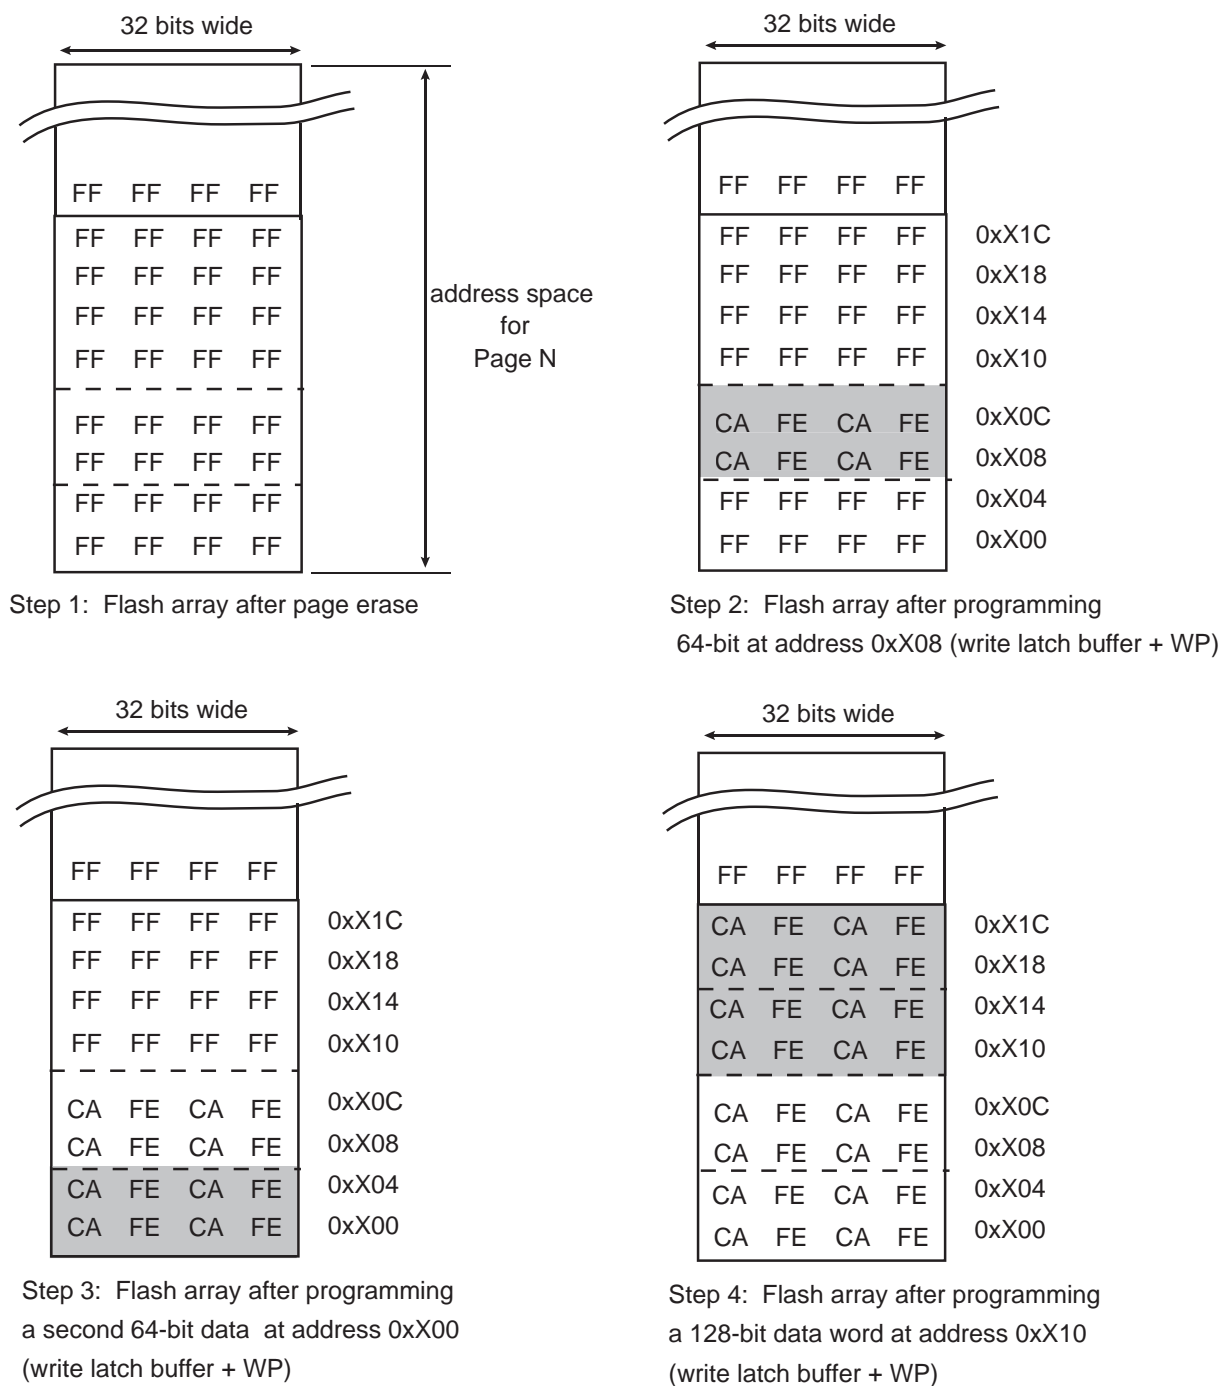 32 bits wide
FF FF FF FF
FF FF FF FF
FF FF FF FF
FF FF FF FF
FF FF FF FF
FF FF FF FF
FF FF FF FF
FF FF FF FF
FF FF FF FF
address space
for
Page N
Step 1: Flash array after page erase
32 bits wide
FF FF FF FF
FF FF FF FF 0xX1C
FF FF FF FF 0xX18
FF FF FF FF 0xX14
FF FF FF FF 0xX10
CA FE CA FE 0xX0C
CA FE CA FE 0xX08
FF FF FF FF 0xX04
FF FF FF FF 0xX00
Step 2: Flash array after programming
64-bit at address 0xX08 (write latch buffer + WP)
32 bits wide
FF FF FF FF
FF FF FF FF 0xX1C
FF FF FF FF 0xX18
FF FF FF FF 0xX14
FF FF FF FF 0xX10
CA FE CA FE 0xX0C
CA FE CA FE 0xX08
CA FE CA FE 0xX04
CA FE CA FE 0xX00
Step 3: Flash array after programming
a second 64-bit data at address 0xX00
(write latch buffer + WP)
32 bits wide
FF FF FF FF
CA FE CA FE 0xX1C
CA FE CA FE 0xX18
CA FE CA FE 0xX14
CA FE CA FE 0xX10
CA FE CA FE 0xX0C
CA FE CA FE 0xX08
CA FE CA FE 0xX04
CA FE CA FE 0xX00
Step 4: Flash array after programming
a 128-bit data word at address 0xX10
(write latch buffer + WP)